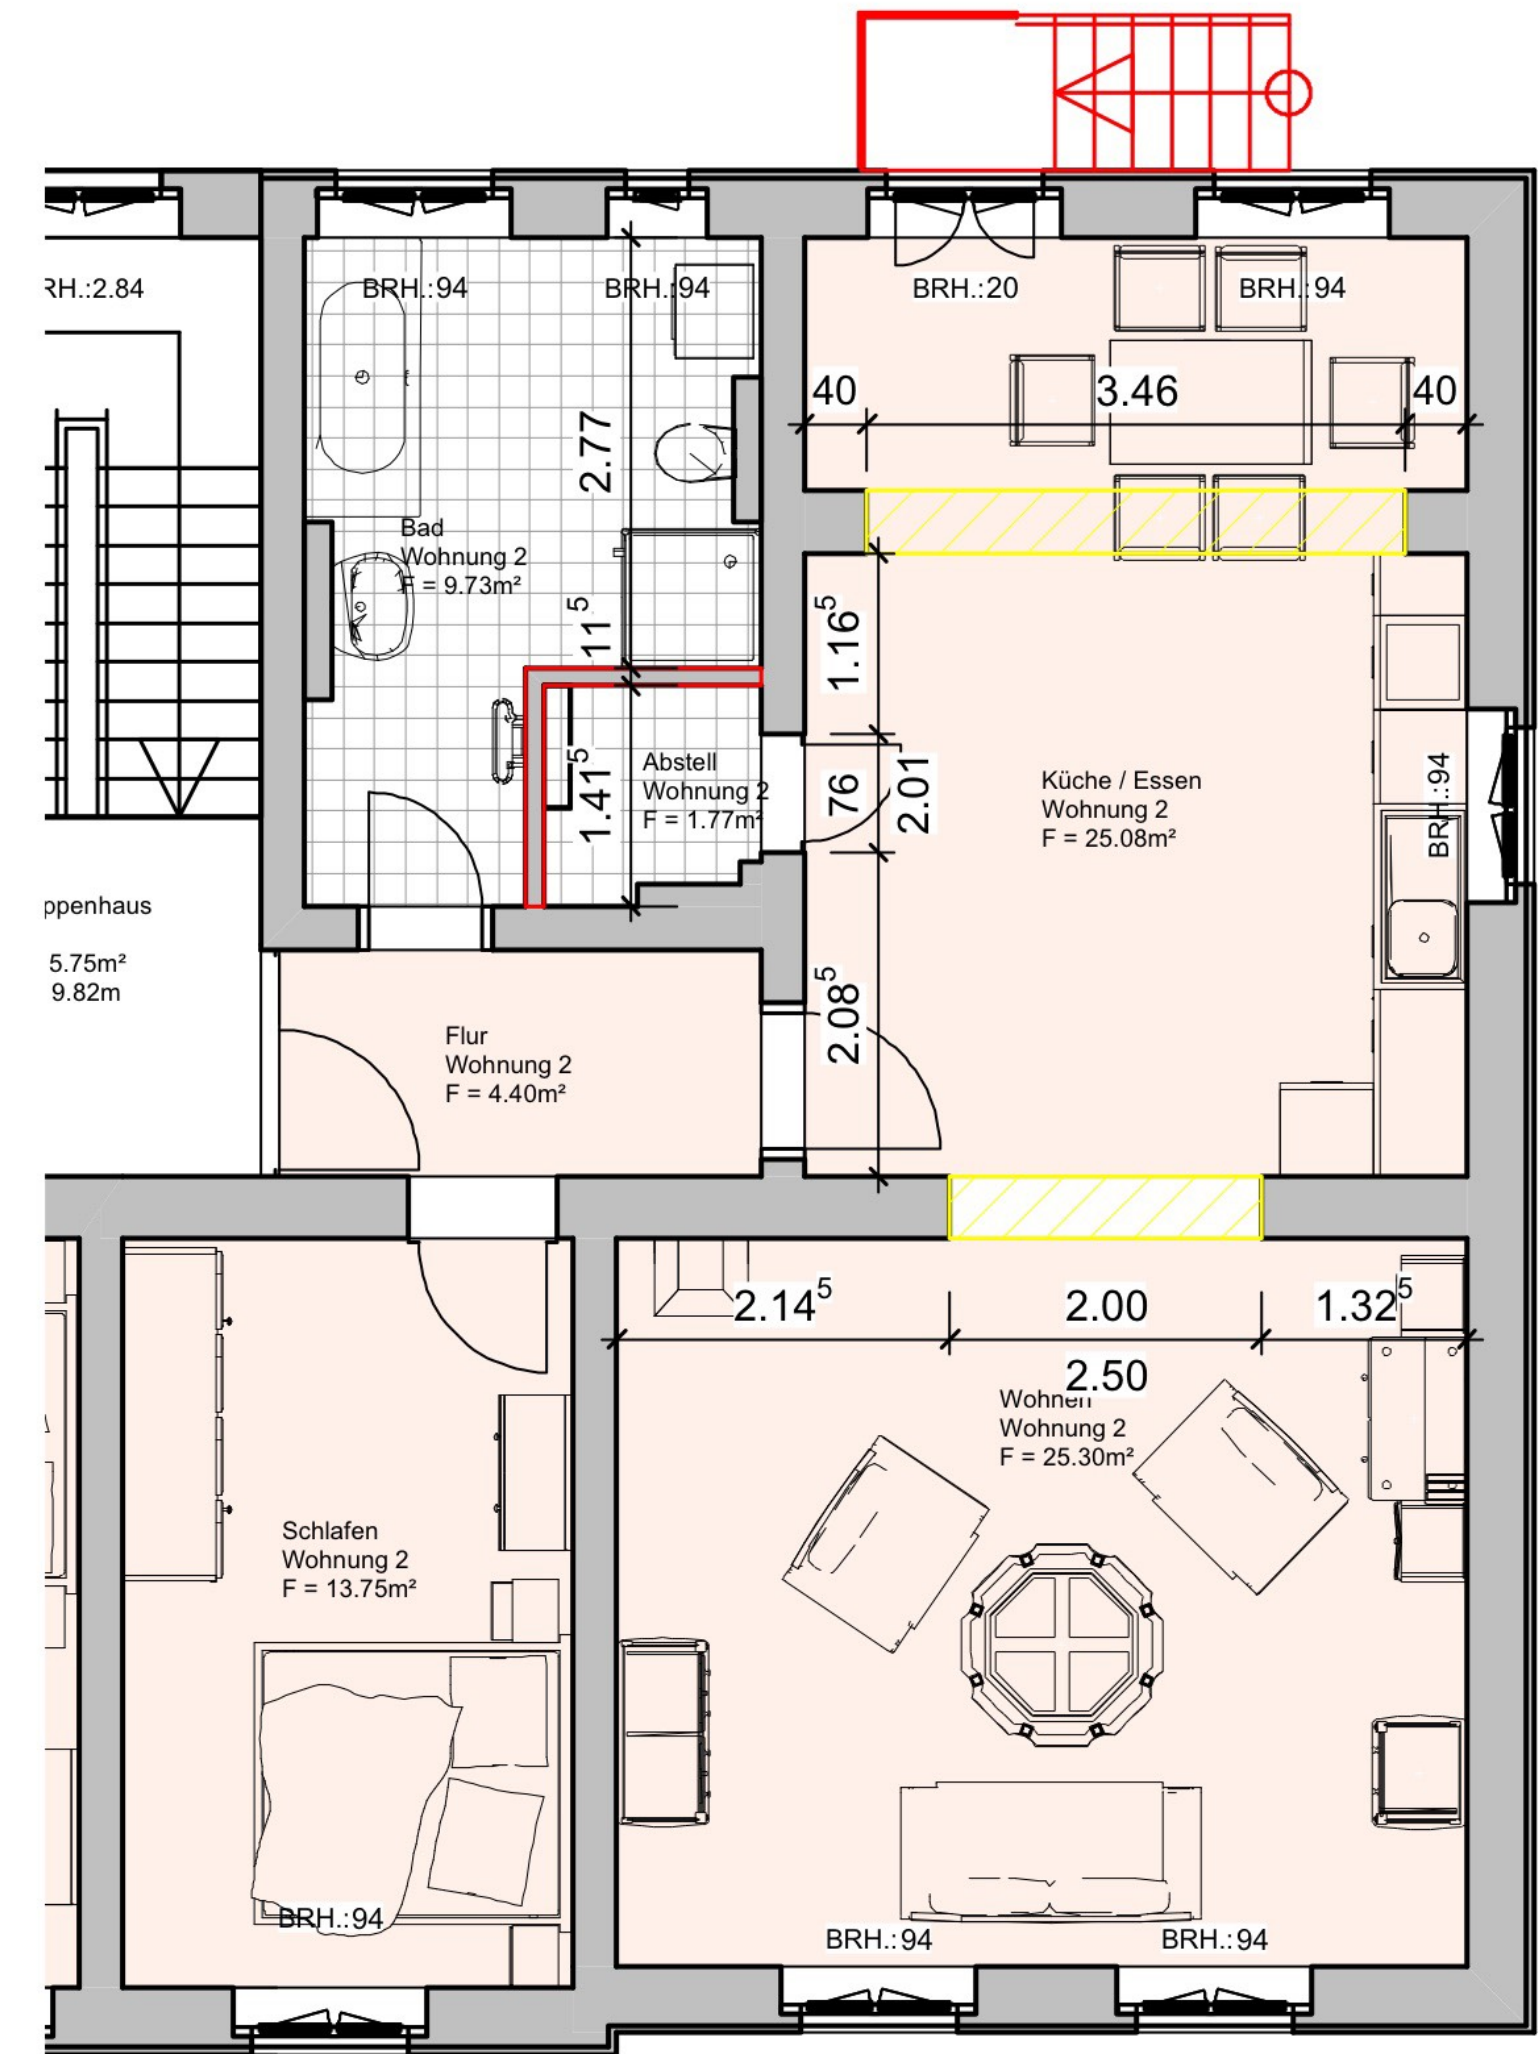 RH.:2.84
BRH.:94
BRH.:94
BRH.:20
BRH.:94
40
3.46
40
2.77
Bad
Wohnung 2
F = 9.73m²
11⁵
1.16⁵
1.41⁵
Abstell
Wohnung 2
F = 1.77m²
76
2.01
Küche / Essen
Wohnung 2
F = 25.08m²
BRH.:94
ppenhaus
5.75m²
9.82m
2.08⁵
Flur
Wohnung 2
F = 4.40m²
2.14⁵
2.00
1.32⁵
2.50
Wohnen
Wohnung 2
F = 25.30m²
Schlafen
Wohnung 2
F = 13.75m²
BRH.:94
BRH.:94
BRH.:94